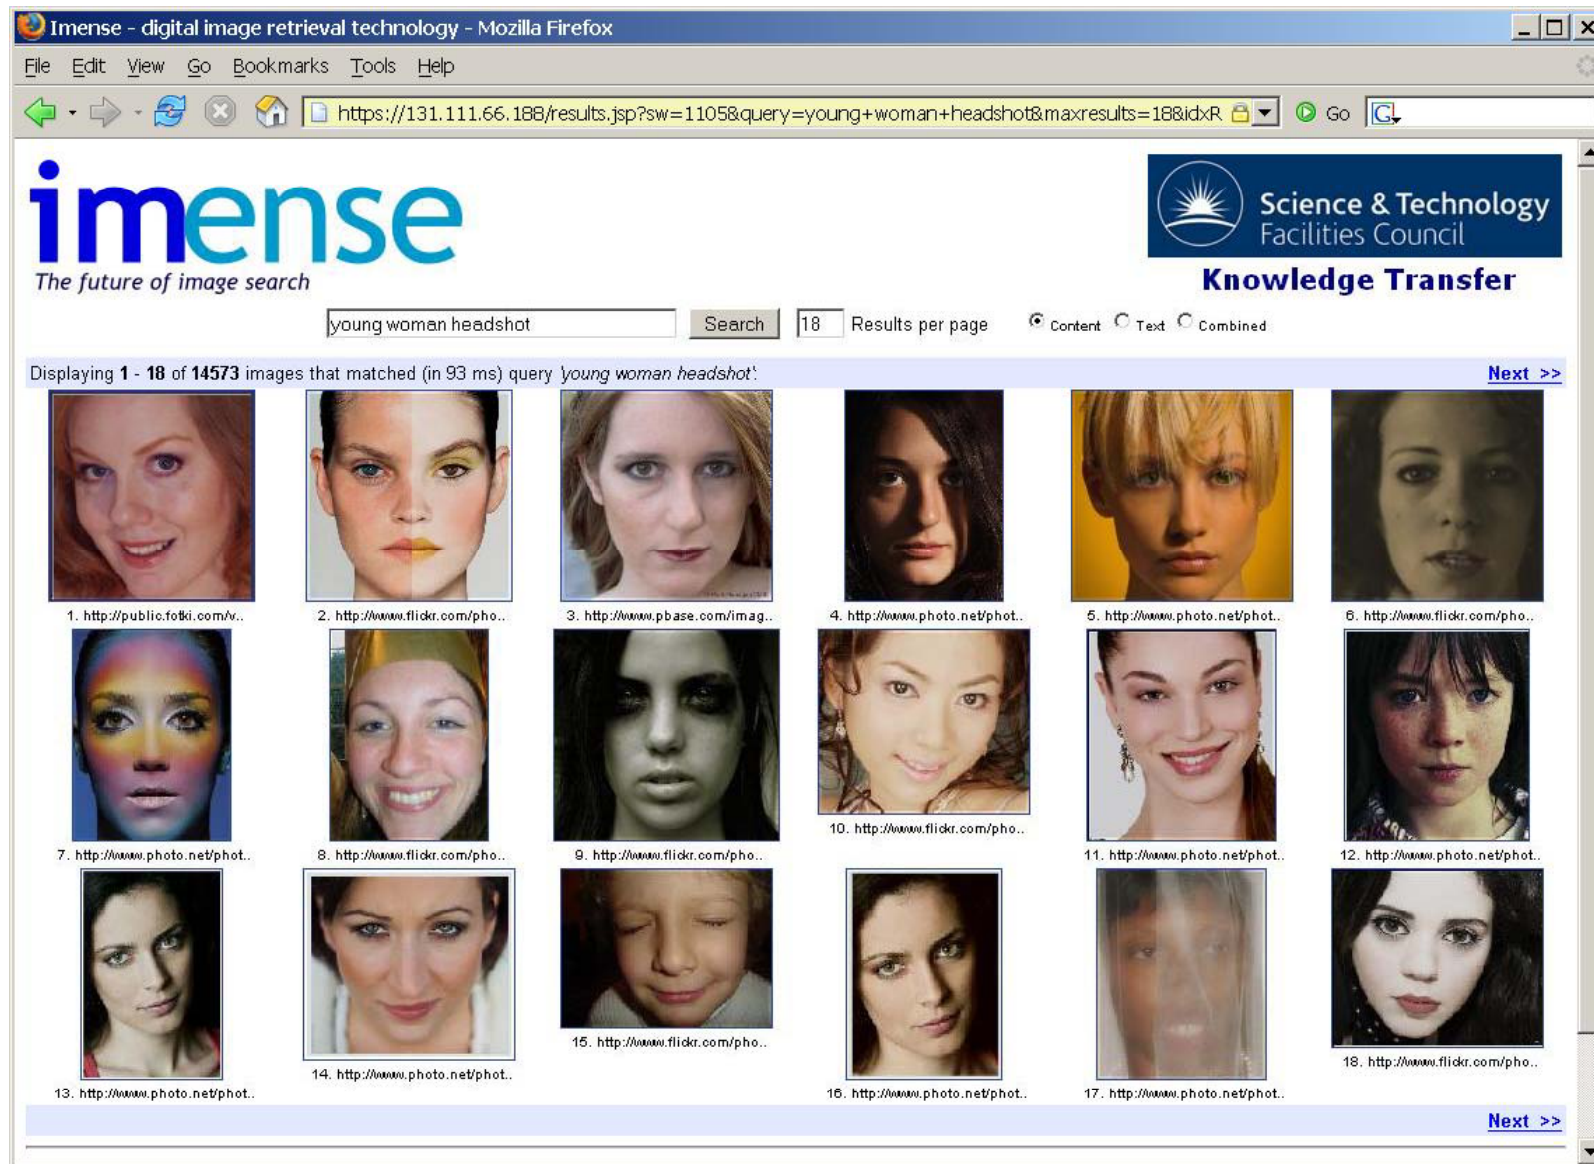 Imense - digital image retrieval technology - Mozilla Firefox
File Edit View Go Bookmarks Tools Help
https://131.111.66.188/results.jsp?sw=1105&query=young+woman+headshot&maxresults=18&idxR Go
imense
The future of image search
Science & Technology
Facilities Council
Knowledge Transfer
young woman headshot Search 18 Results per page Content Text Combined
Displaying 1 - 18 of 14573 images that matched (in 93 ms) query 'young woman headshot': Next >>
1. http://public.fotki.com/v.. 2. http://www.flickr.com/pho.. 3. http://www.pbase.com/imag.. 4. http://www.photo.net/phot.. 5. http://www.photo.net/phot.. 6. http://www.flickr.com/pho..
7. http://www.photo.net/phot.. 8. http://www.flickr.com/pho.. 9. http://www.flickr.com/pho.. 10. http://www.flickr.com/pho.. 11. http://www.photo.net/phot.. 12. http://www.photo.net/phot..
13. http://www.photo.net/phot.. 14. http://www.photo.net/phot.. 15. http://www.flickr.com/pho.. 16. http://www.photo.net/phot.. 17. http://www.photo.net/phot.. 18. http://www.flickr.com/pho..
Next >>